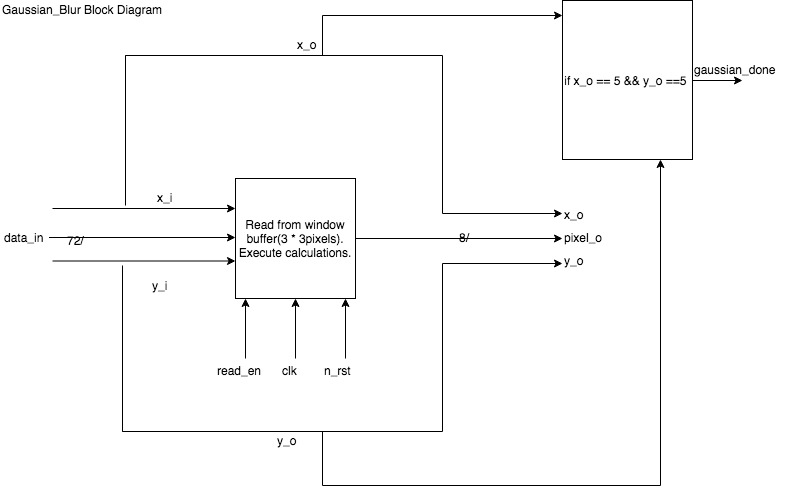 Gaussian_Blur Block Diagram
x_o
if x_o == 5 && y_o ==5
gaussian_done
x_i
data_in
72/
y_i
Read from window
buffer(3 * 3pixels).
Execute calculations.
8/
x_o
pixel_o
y_o
read_en
clk
n_rst
y_o